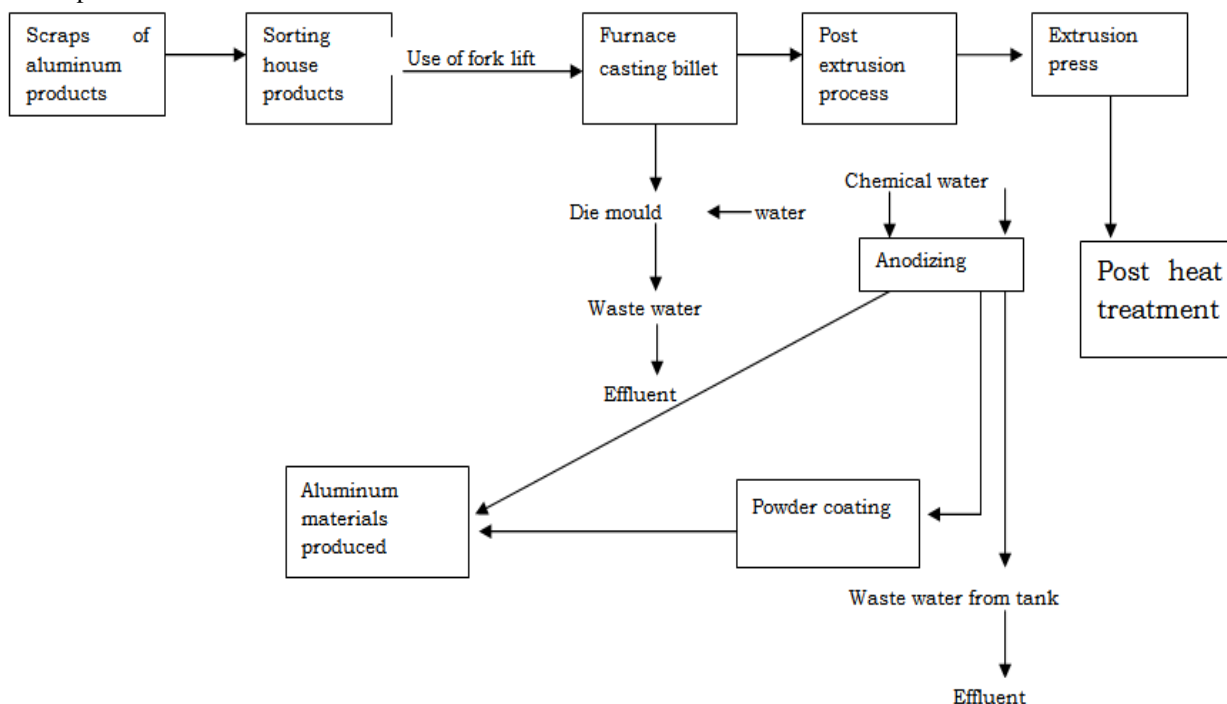 Scraps of
aluminum
products
Sorting
house
products
Use of fork lift
Furnace
casting billet
Post
extrusion
process
Extrusion
press
Chemical water
Die mould
water
Anodizing
Post heat
treatment
Waste water
Effluent
Aluminum
materials
produced
Powder coating
Waste water from tank
Effluent